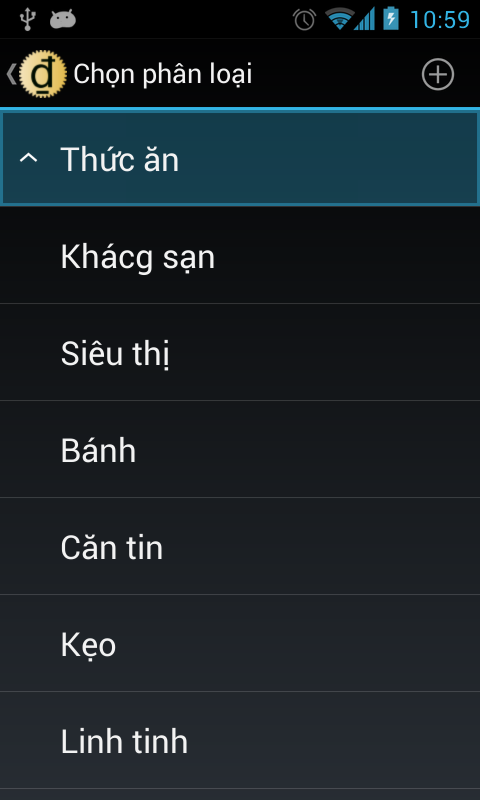 10:59
đ Chọn phân loại
Thức ăn
Khácg sạn
Siêu thị
Bánh
Căn tin
Kẹo
Linh tinh